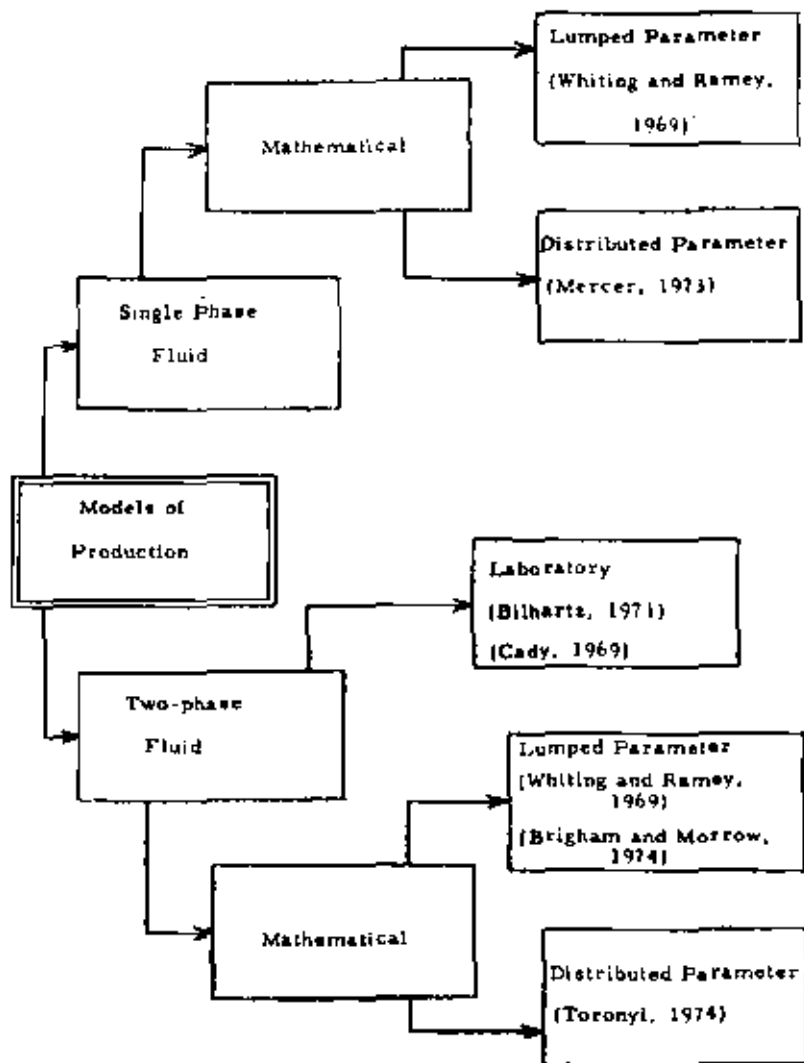 Lumped Parameter
(Whiting and Ramey,
1969)
Mathematical
Distributed Parameter
(Mercer, 1973)
Single Phase
Fluid
Models of
Production
Laboratory
(Bilhartz, 1971)
(Cady, 1969)
Two-phase
Fluid
Lumped Parameter
(Whiting and Ramey,
1969)
(Brigham and Morrow,
1974)
Mathematical
Distributed Parameter
(Toronyi, 1974)